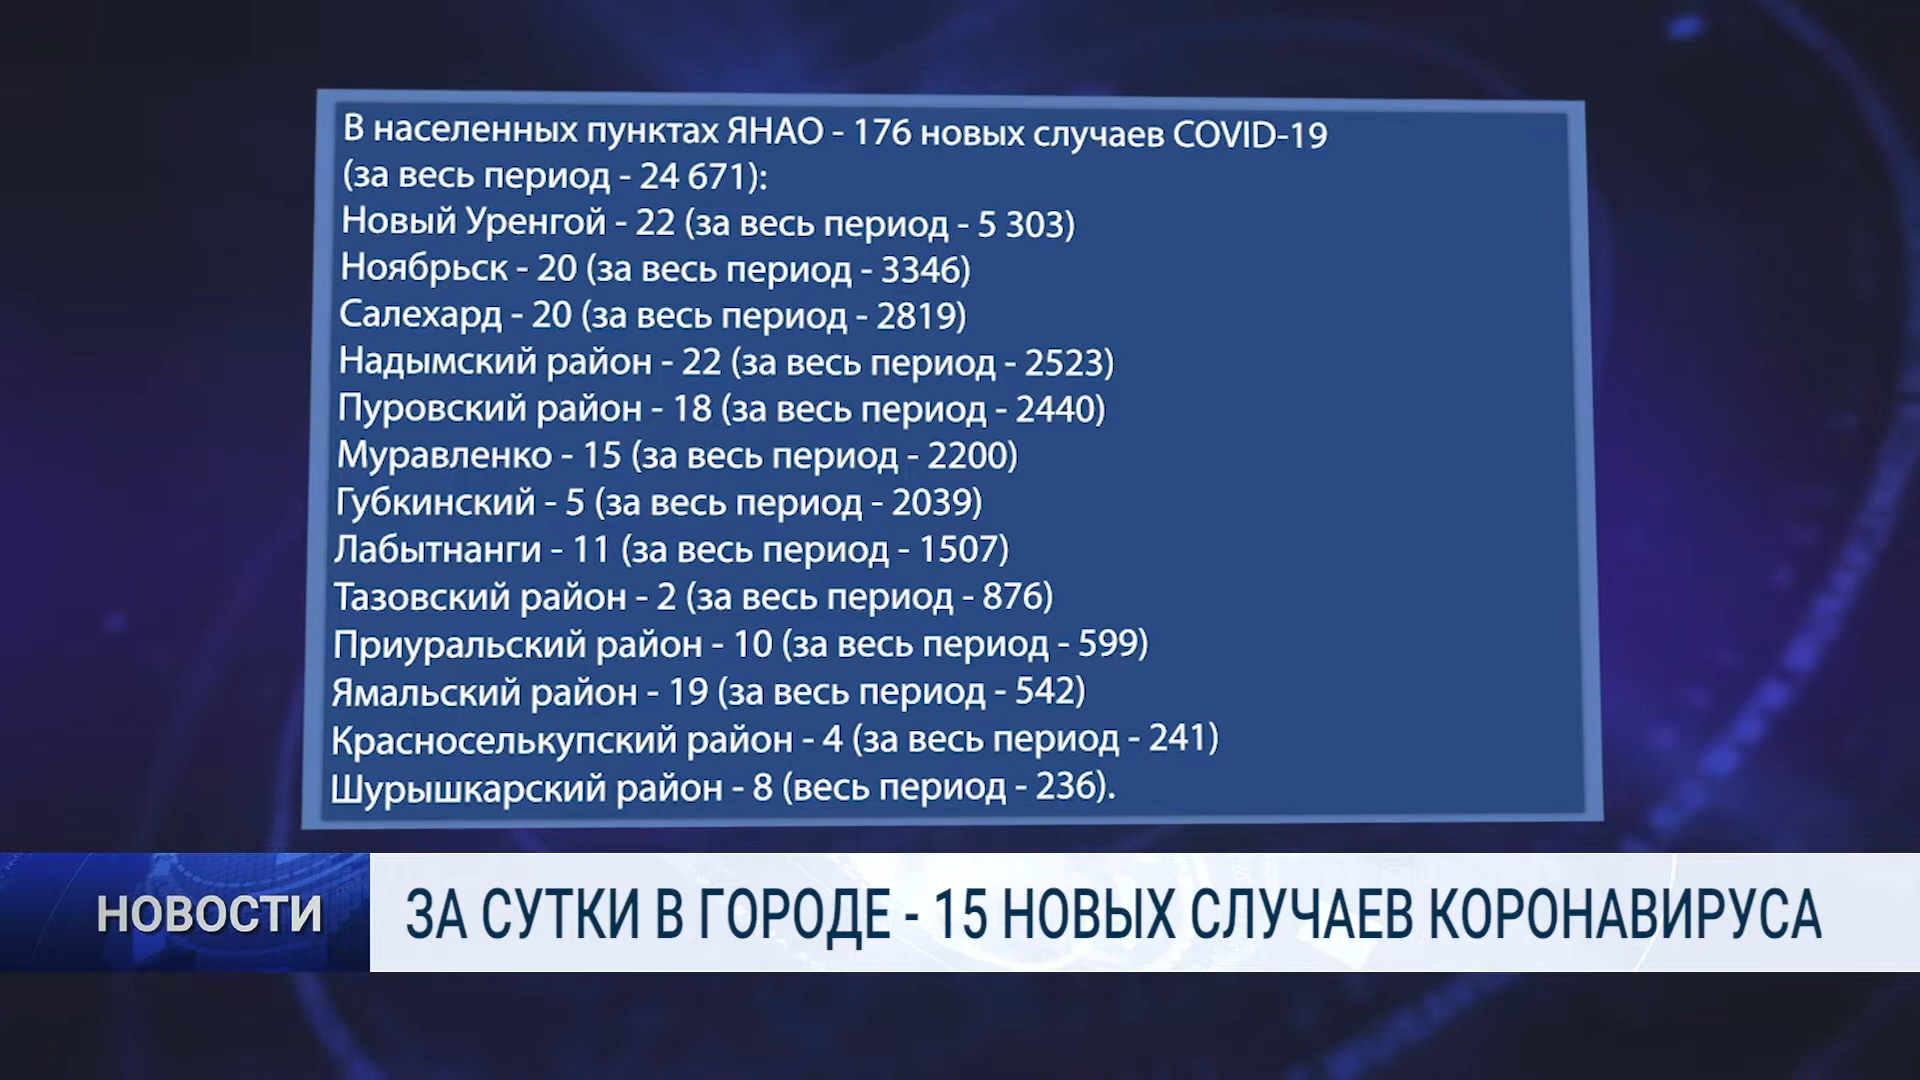 В населенных пунктах ЯНАО - 176 новых случаев COVID-19
(за весь период - 24 671):
Новый Уренгой - 22 (за весь период - 5 303)
Ноябрьск - 20 (за весь период - 3346)
Салехард - 20 (за весь период - 2819)
Надымский район - 22 (за весь период - 2523)
Пуровский район - 18 (за весь период - 2440)
Муравленко - 15 (за весь период - 2200)
Губкинский - 5 (за весь период - 2039)
Лабытнанги - 11 (за весь период - 1507)
Тазовский район - 2 (за весь период - 876)
Приуральский район - 10 (за весь период - 599)
Ямальский район - 19 (за весь период - 542)
Красноселькупский район - 4 (за весь период - 241)
Шурышкарский район - 8 (весь период - 236).
НОВОСТИ
ЗА СУТКИ В ГОРОДЕ - 15 НОВЫХ СЛУЧАЕВ КОРОНАВИРУСА